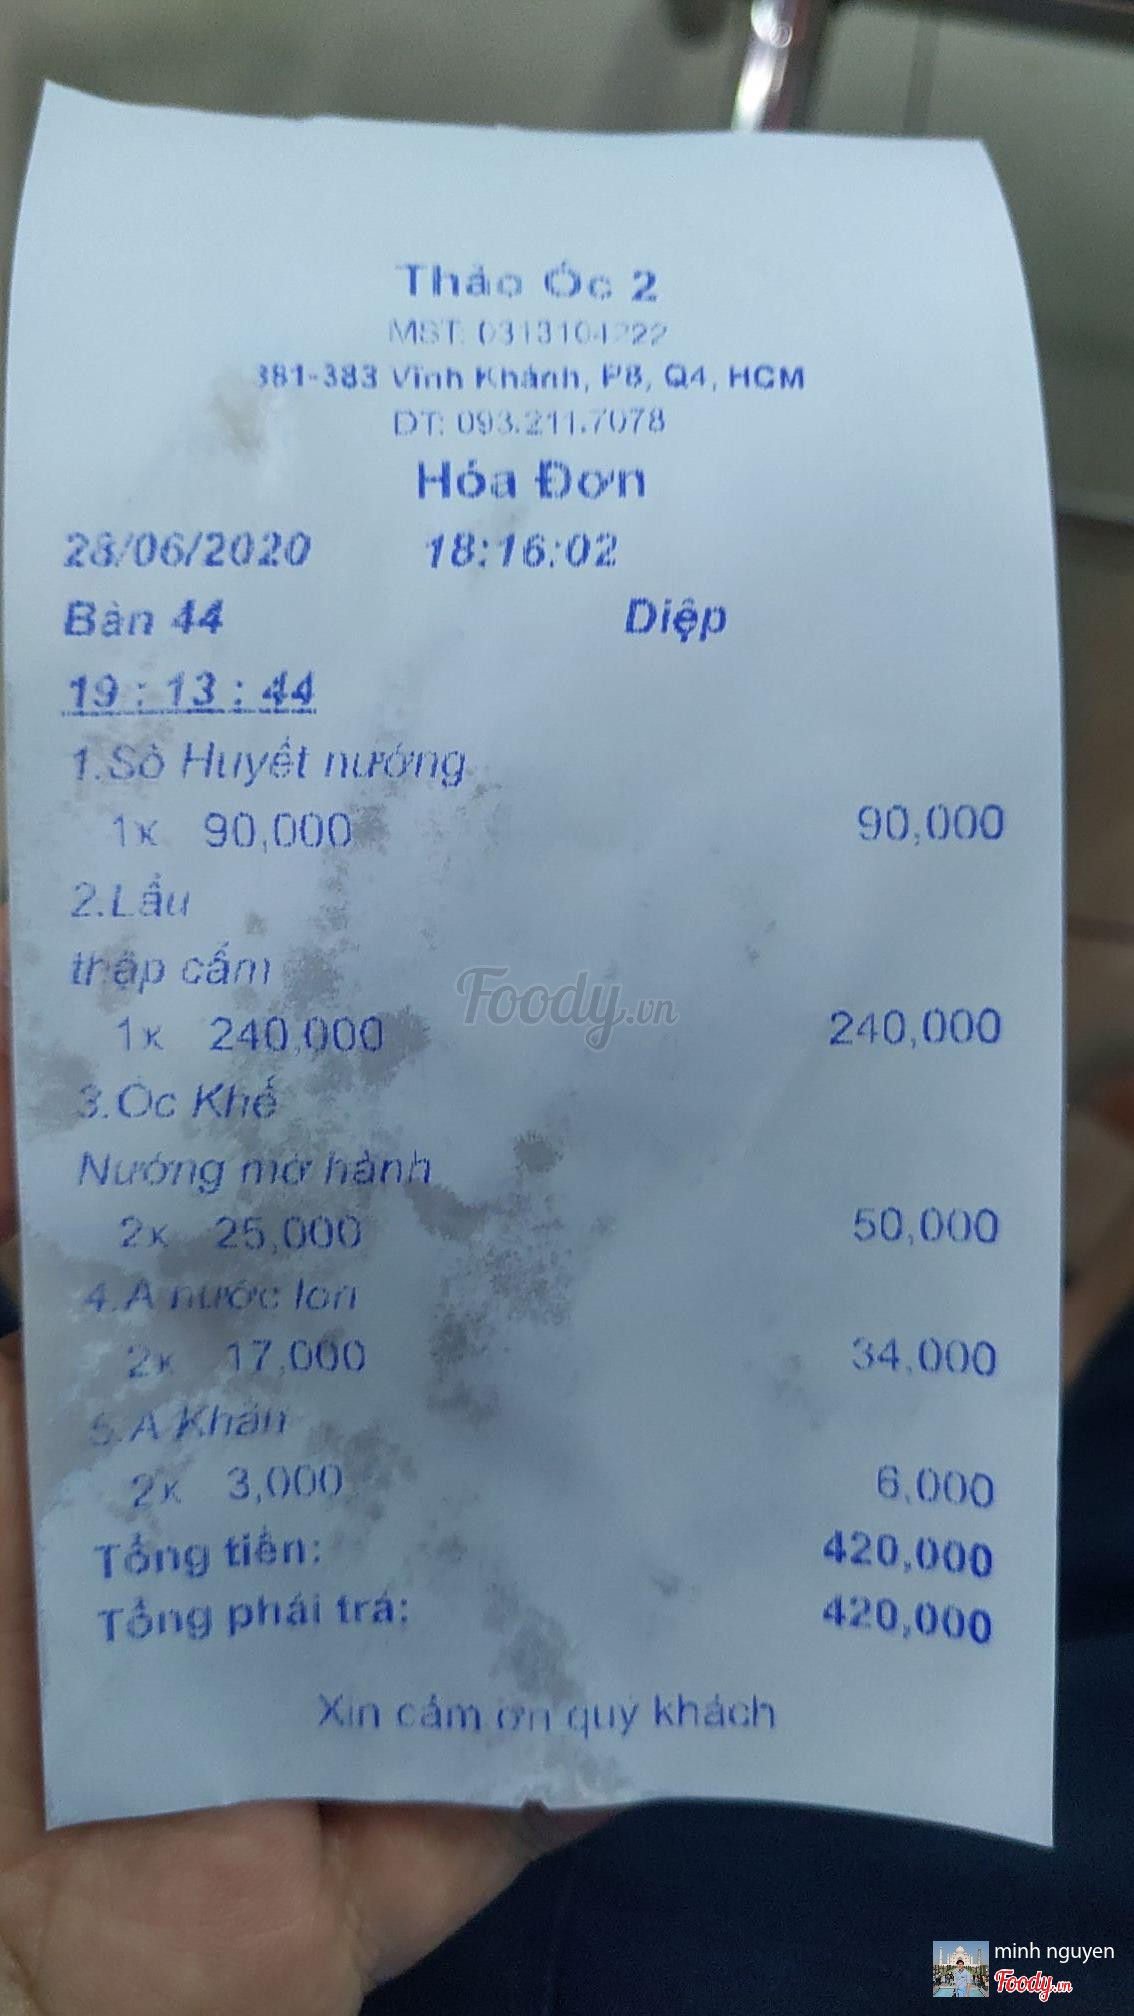 Thảo Ốc 2
MST: 0313104222
381-383 Vĩnh Khánh, P8, Q4, HCM
DT: 093.211.7078
Hóa Đơn
28/06/2020 18:16:02
Bàn 44 Diệp
19 : 13 : 44
1.Sò Huyết nướng
1x 90,000 90,000
2.Lẩu
thập cẩm
1x 240,000 240,000
3.Ốc Khế
Nướng mỡ hành
2x 25,000 50,000
4.A nước lon
2x 17,000 34,000
5.A Khăn
2x 3,000 6,000
Tổng tiền: 420,000
Tổng phải trả: 420,000
Xin cảm ơn quý khách
Foody.vn
minh nguyen
Foody.vn